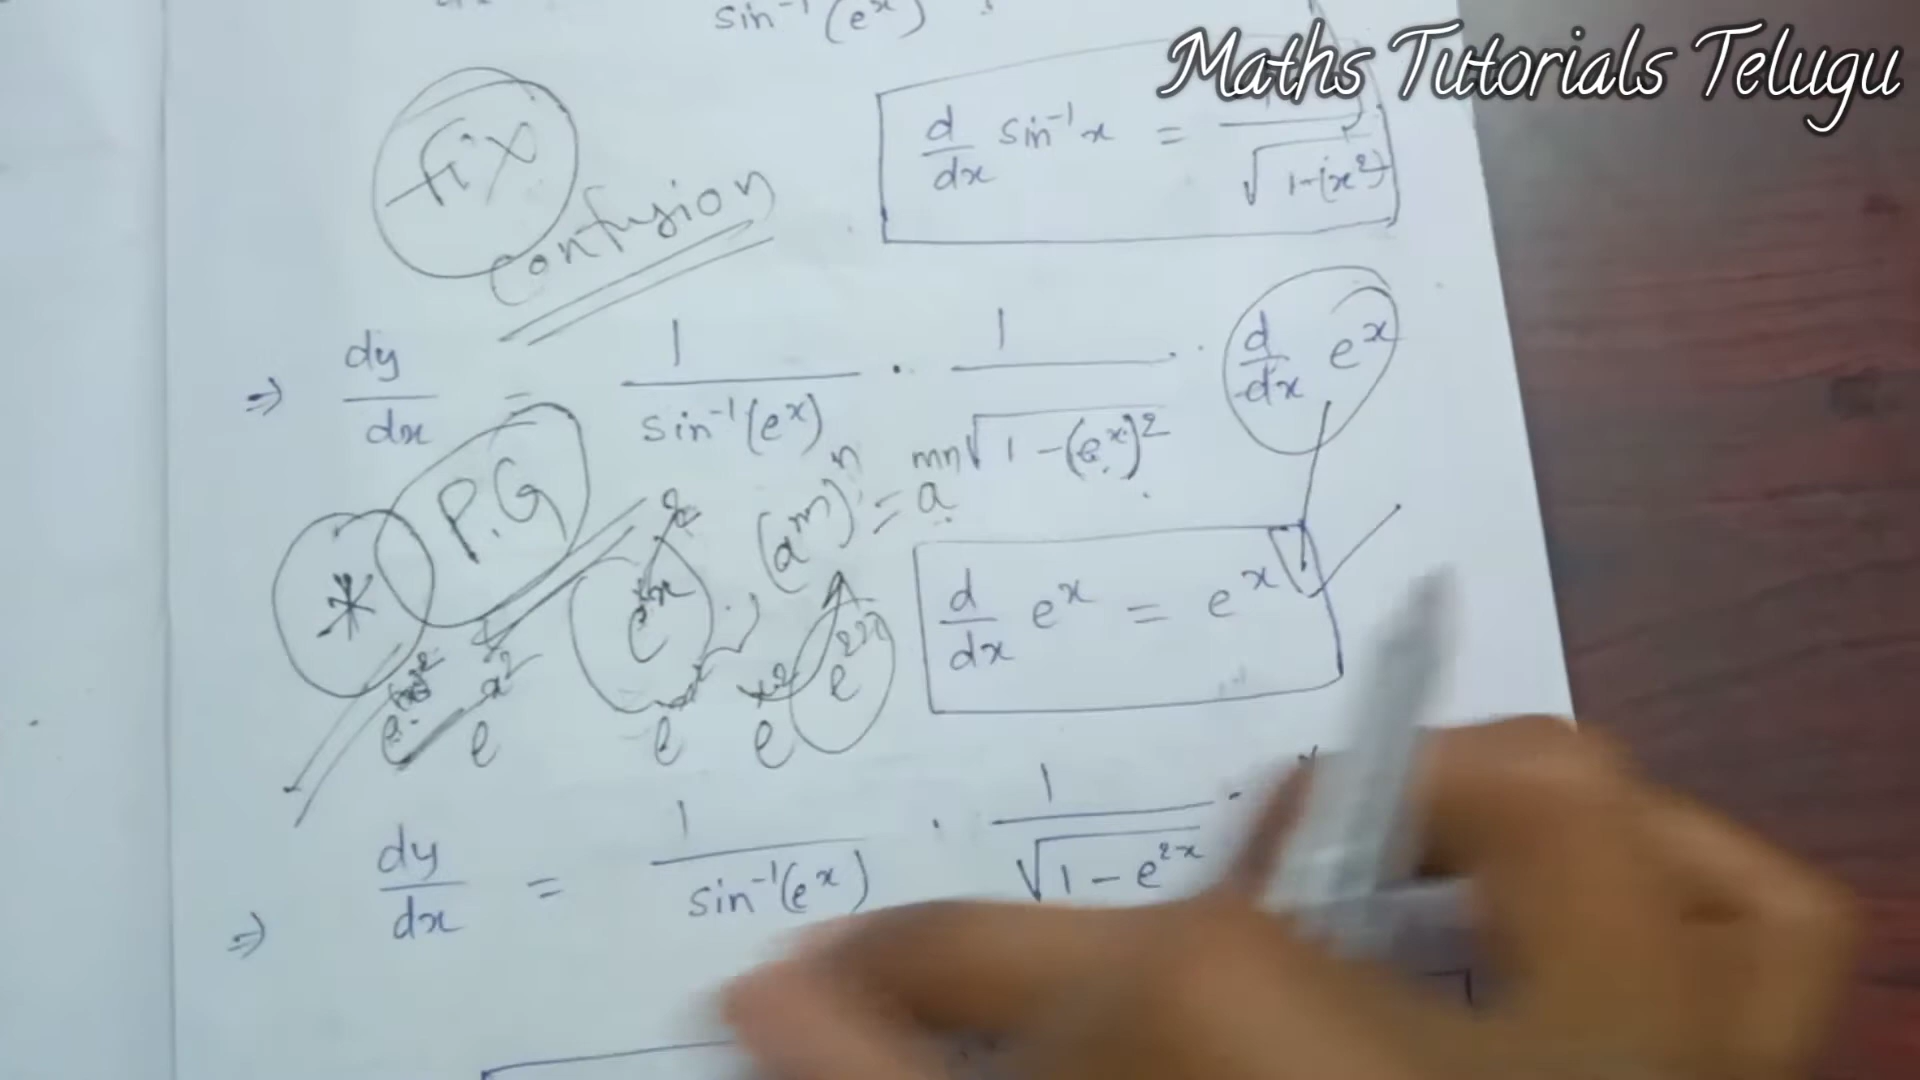 sin⁻¹(eˣ)
Maths Tutorials Telugu
fix
confusion
d/dx sin⁻¹x = 1/√1-(x²)
⇒ dy/dx = 1/sin⁻¹(eˣ) · 1/√1-(eˣ)² · d/dx eˣ
P.G
*
(aᵐ)ⁿ = aᵐⁿ
d/dx eˣ = eˣ
⇒ dy/dx = 1/sin⁻¹(eˣ) · 1/√1-e²ˣ ·